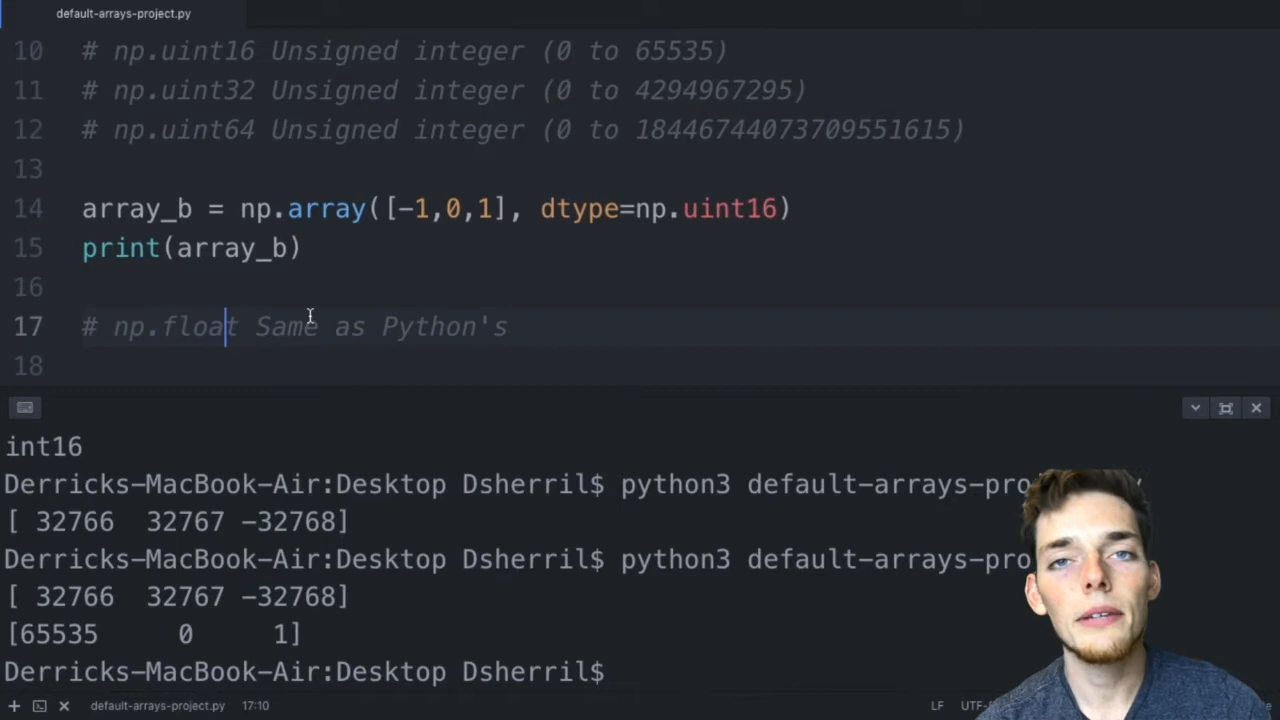 default-arrays-project.py
10 # np.uint16 Unsigned integer (0 to 65535)
11 # np.uint32 Unsigned integer (0 to 4294967295)
12 # np.uint64 Unsigned integer (0 to 18446744073709551615)
13
14 array_b = np.array([-1,0,1], dtype=np.uint16)
15 print(array_b)
16
17 # np.float Same as Python's
18
int16
Derricks-MacBook-Air:Desktop Dsherril$ python3 default-arrays-pro
[ 32766 32767 -32768]
Derricks-MacBook-Air:Desktop Dsherril$ python3 default-arrays-pro
[ 32766 32767 -32768]
[65535 0 1]
Derricks-MacBook-Air:Desktop Dsherril$
default-arrays-project.py 17:10 LF UTF-